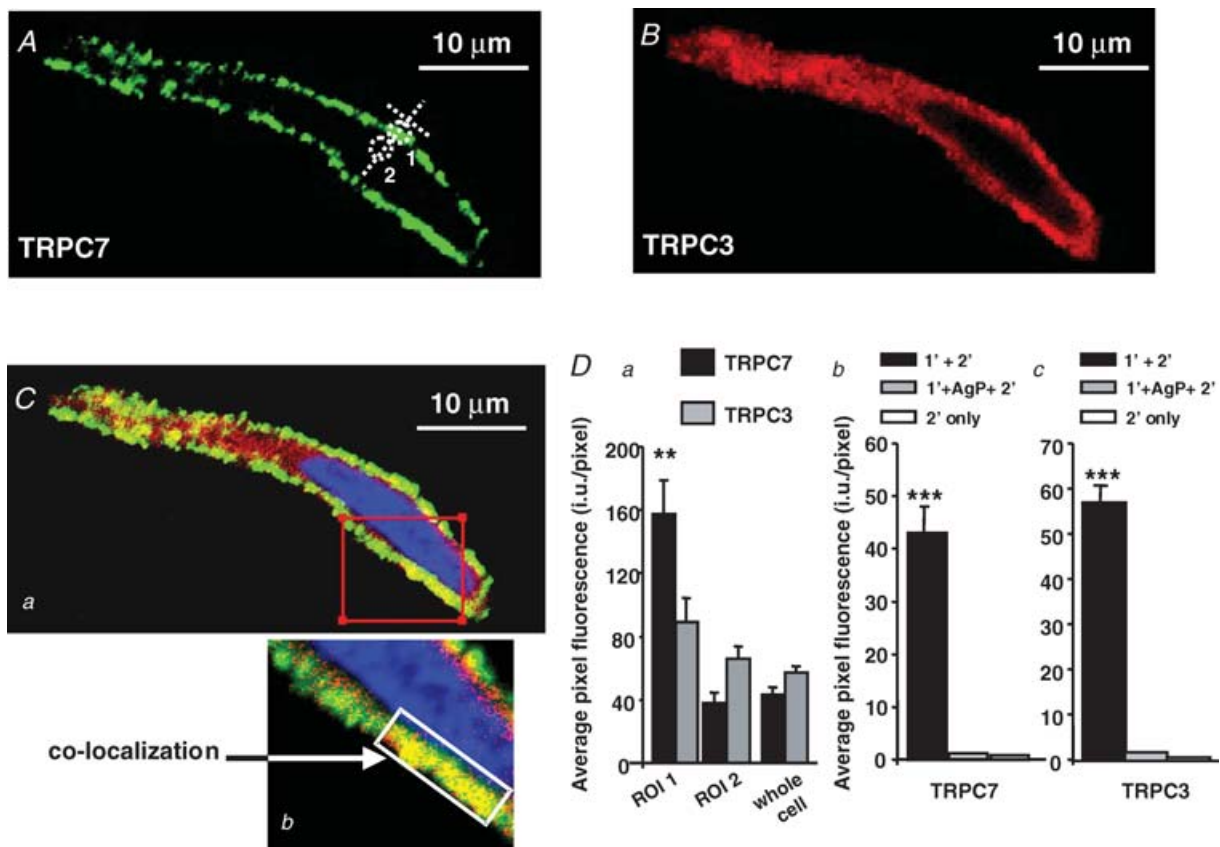 A
10 μm
1
2
TRPC7
B
10 μm
TRPC3
C
10 μm
a
co-localization
b
D
a
TRPC7
TRPC3
Average pixel fluorescence (i.u./pixel)
200
160
120
80
40
0
**
ROI 1
ROI 2
whole
cell
b
1' + 2'
1'+AgP+ 2'
2' only
Average pixel fluorescence (i.u./pixel)
60
50
40
30
20
10
0
***
TRPC7
c
1' + 2'
1'+AgP+ 2'
2' only
70
60
50
40
30
20
10
0
***
TRPC3